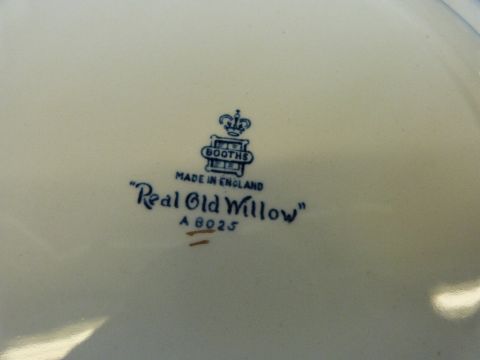 BOOTHS
MADE IN ENGLAND
"Real Old Willow"
A 8025